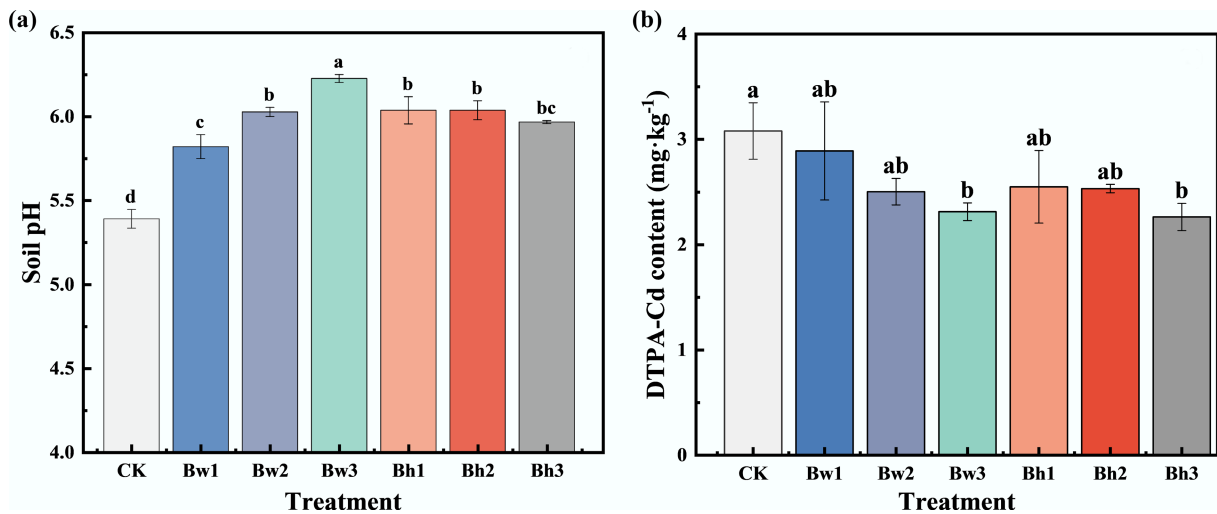 (a)
Soil pH
6.5
6.0
5.5
5.0
4.5
4.0
d
c
b
a
b
b
bc
CK Bw1 Bw2 Bw3 Bh1 Bh2 Bh3
Treatment
(b)
DTPA-Cd content (mg·kg⁻¹)
4
3
2
1
0
a
ab
ab
b
ab
ab
b
CK Bw1 Bw2 Bw3 Bh1 Bh2 Bh3
Treatment